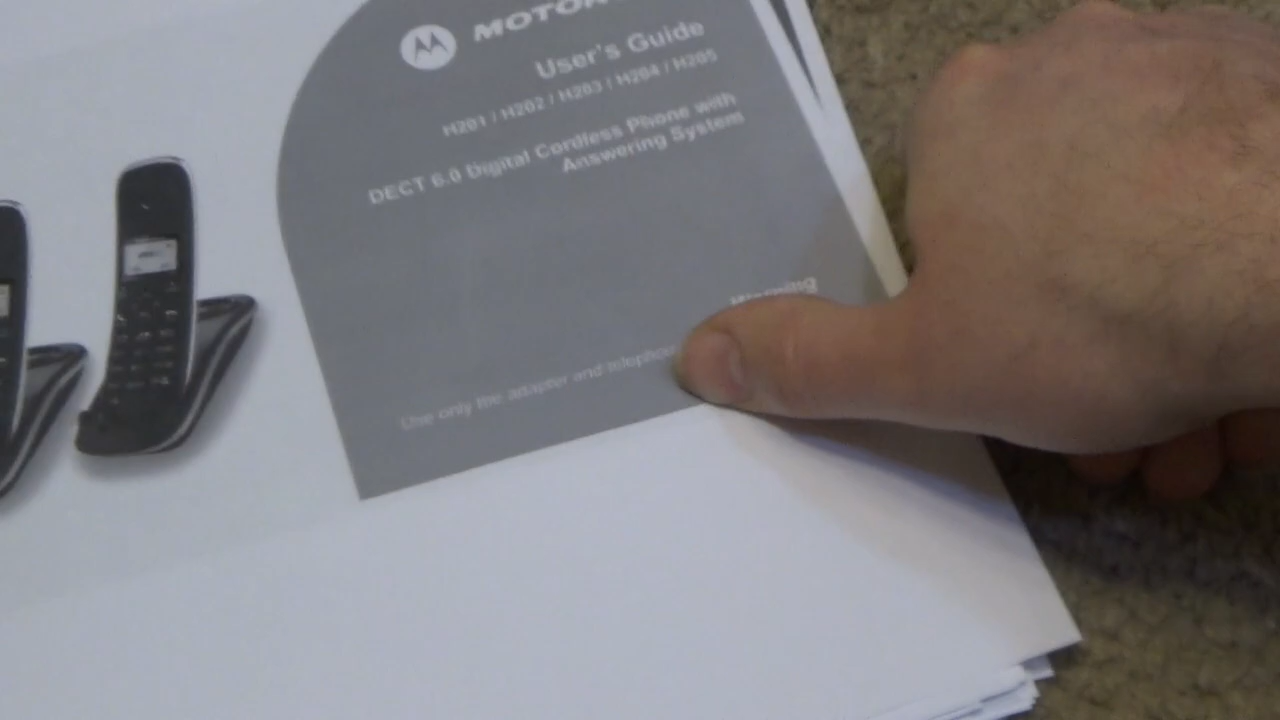 User's Guide
H201 / H202 / H203 / H204 / H205
DECT 6.0 Digital Cordless Phone with
Answering System
Warning
Use only the adapter and